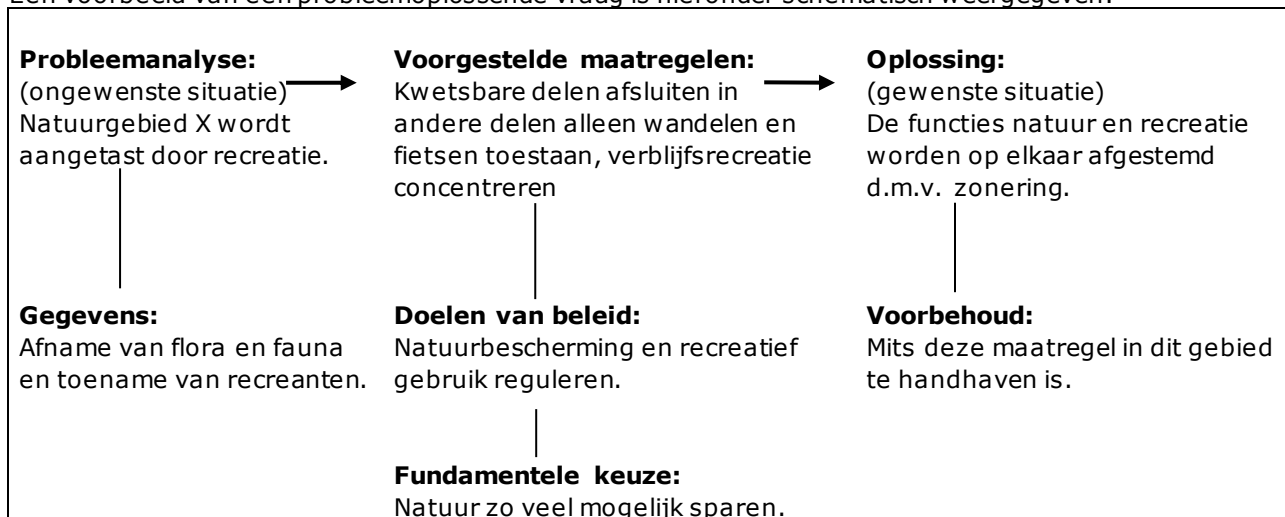 Een voorbeeld van een probleemoplossende vraag is hieronder schematisch weergegeven:
Probleemanalyse:
(ongewenste situatie)
Natuurgebied X wordt
aangetast door recreatie.
Voorgestelde maatregelen:
Kwetsbare delen afsluiten in
andere delen alleen wandelen en
fietsen toestaan, verblijfsrecreatie
concentreren
Oplossing:
(gewenste situatie)
De functies natuur en recreatie
worden op elkaar afgestemd
d.m.v. zonering.
Gegevens:
Afname van flora en fauna
en toename van recreanten.
Doelen van beleid:
Natuurbescherming en recreatief
gebruik reguleren.
Voorbehoud:
Mits deze maatregel in dit gebied
te handhaven is.
Fundamentele keuze:
Natuur zo veel mogelijk sparen.